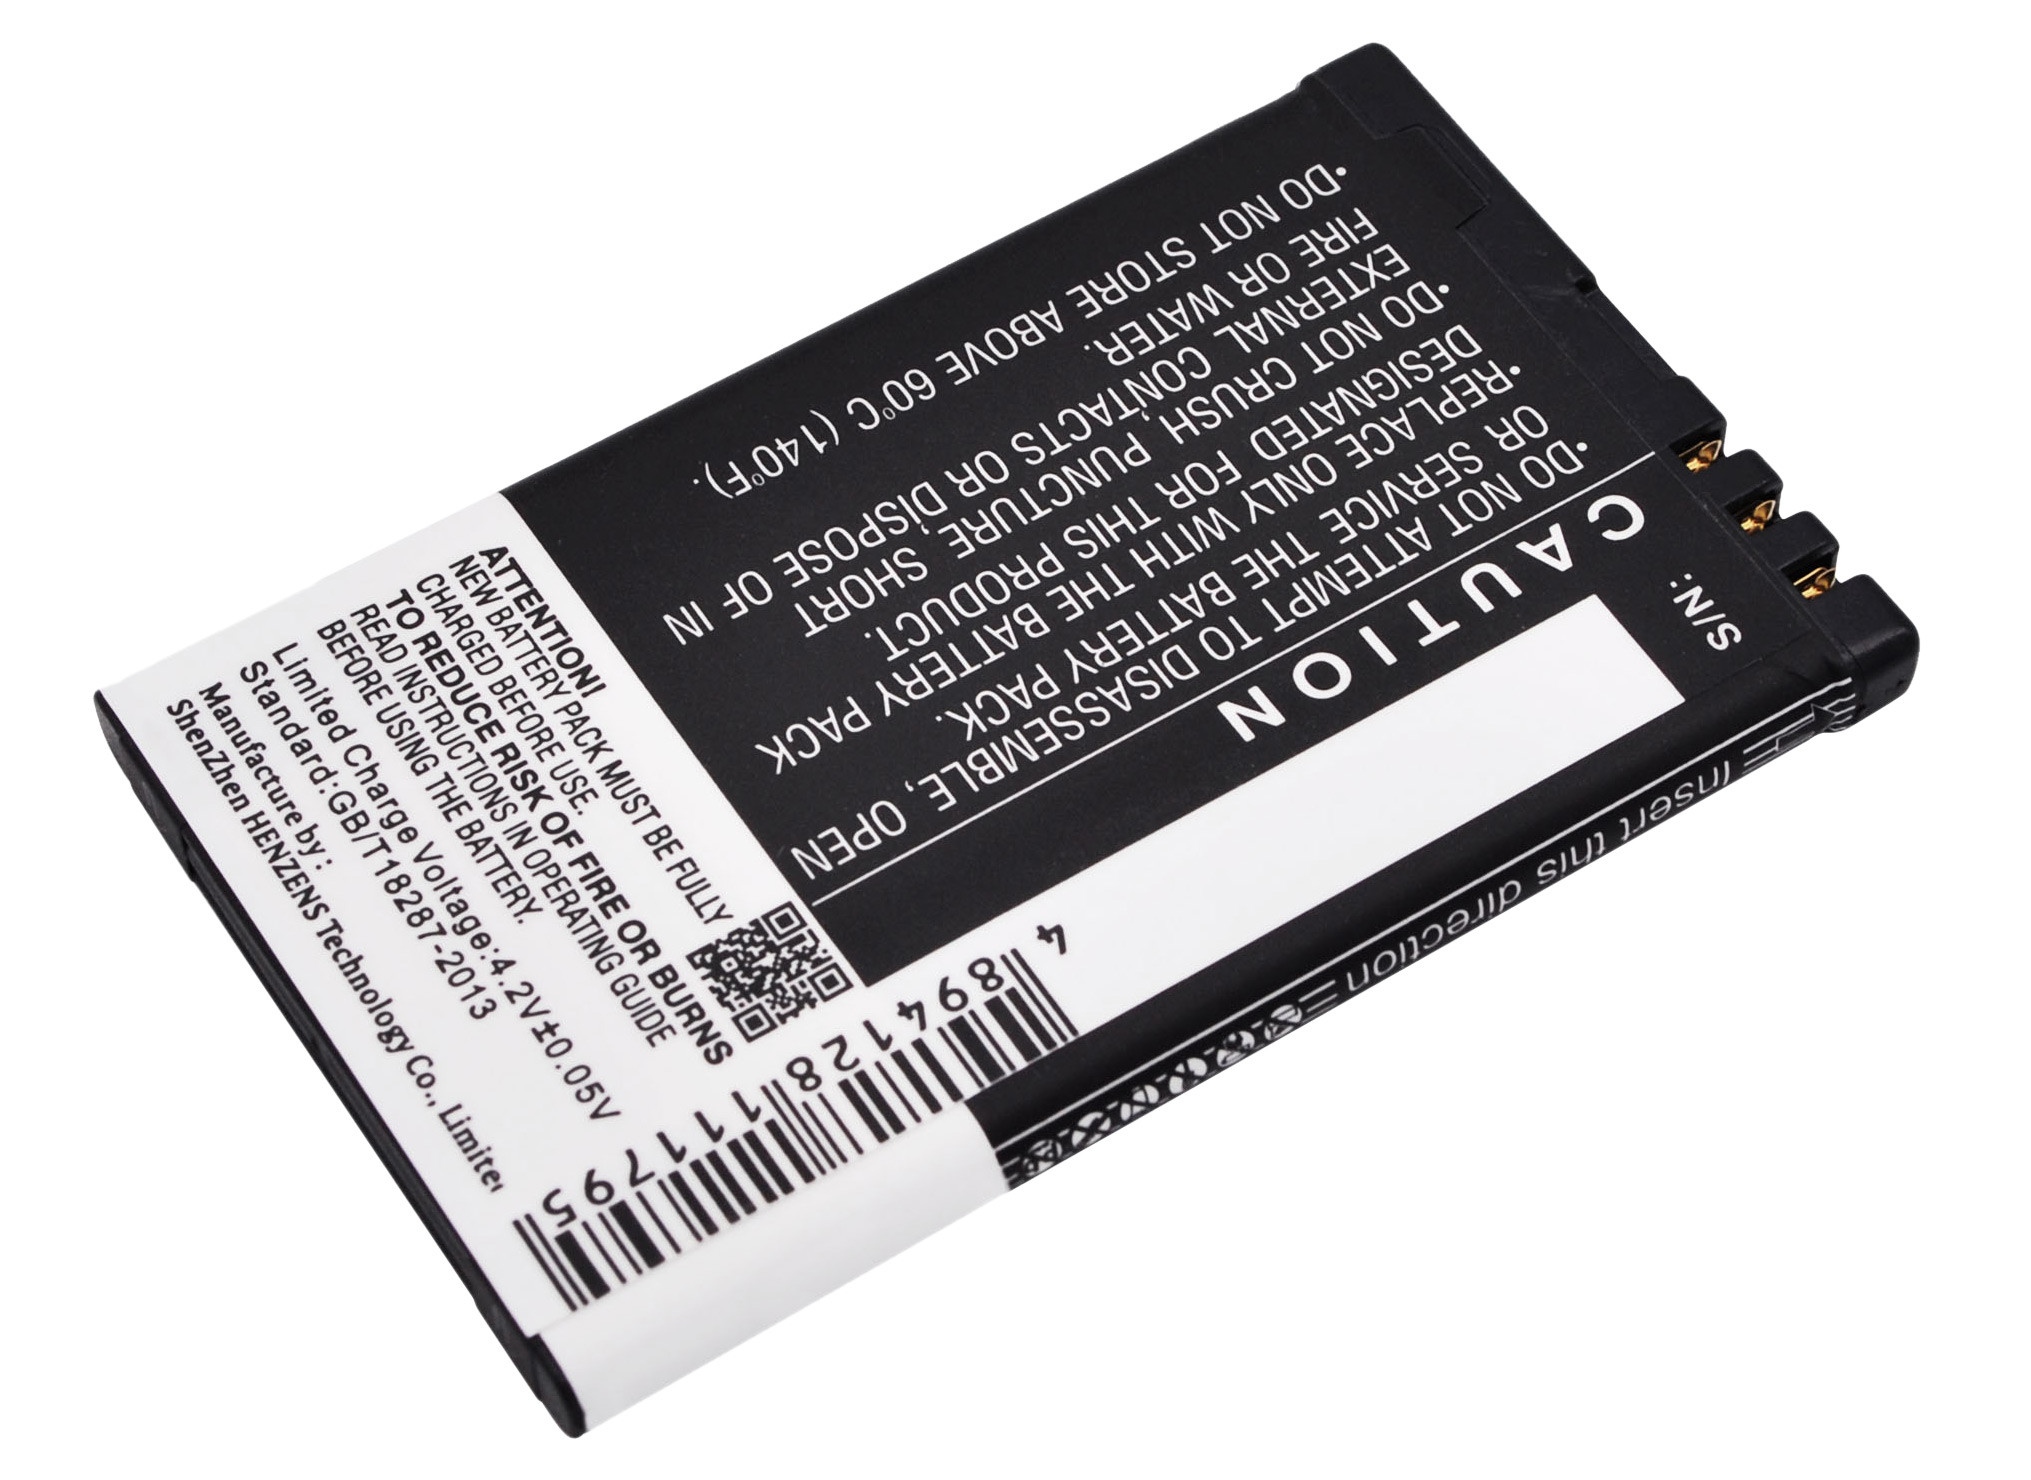 S/N:
CAUTION
•DO NOT ATTEMPT TO DISASSEMBLE, OPEN
OR SERVICE THE BATTERY PACK.
•REPLACE ONLY WITH THE BATTERY PACK
DESIGNATED FOR THIS PRODUCT.
•DO NOT CRUSH, PUNCTURE, SHORT
EXTERNAL CONTACTS OR DISPOSE OF IN
FIRE OR WATER.
•DO NOT STORE ABOVE 60°C (140°F).
ATTENTION!
NEW BATTERY PACK MUST BE FULLY
CHARGED BEFORE USE.
TO REDUCE RISK OF FIRE OR BURNS
READ INSTRUCTIONS IN OPERATING GUIDE
BEFORE USING THE BATTERY.
Limited Charge Voltage:4.2V±0.05V
Standard:GB/T18287-2013
Manufacture by:
ShenZhen HENZENS Technology Co., Limite
4 894128 111795
Insert this direction